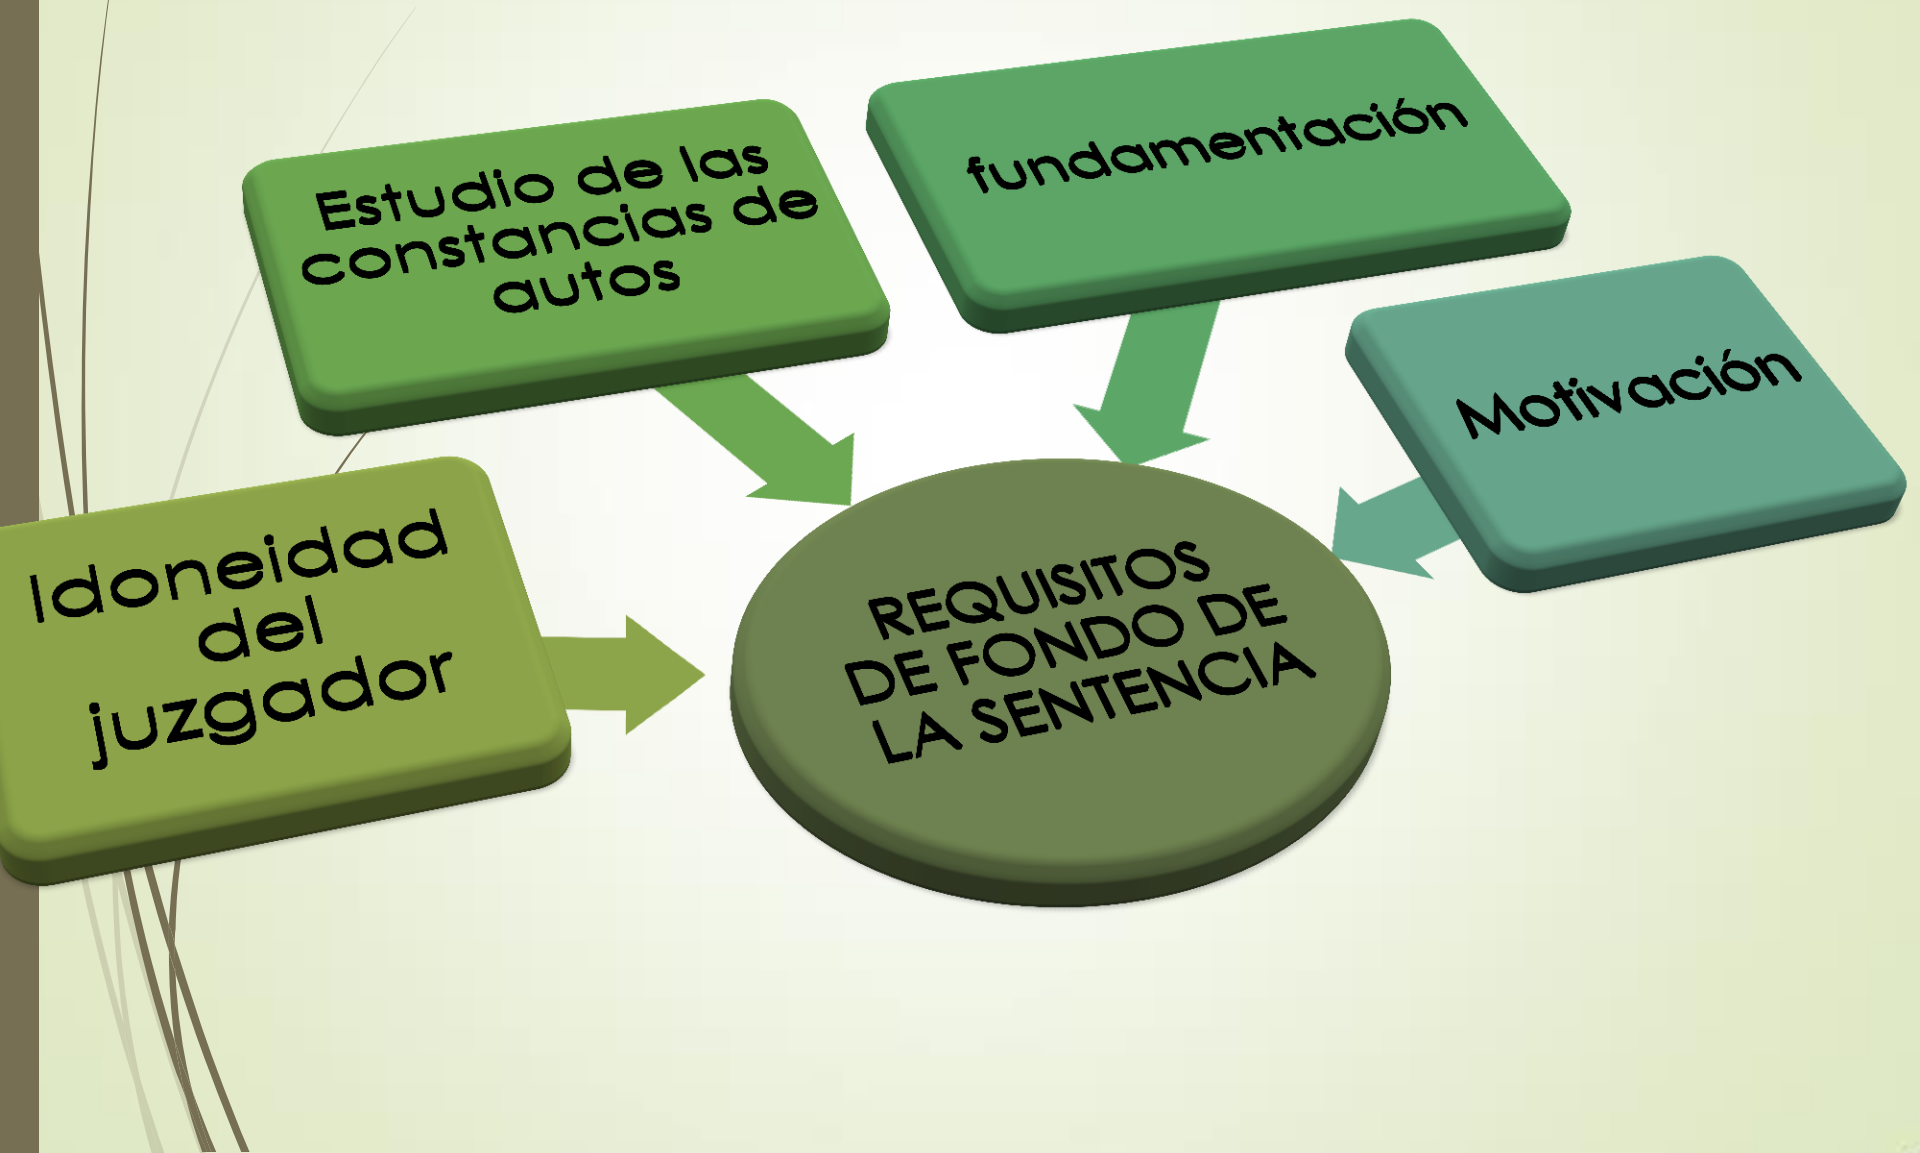 Estudio de las
constancias de
autos
fundamentación
Motivación
Idoneidad
del
juzgador
REQUISITOS
DE FONDO DE
LA SENTENCIA